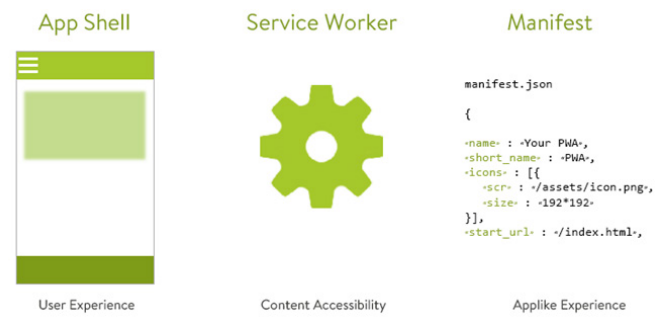 App Shell
Service Worker
Manifest
manifest.json
{
-name- : -Your PWA-,
-short_name- : -PWA-,
-icons- : [{
-scr- : -/assets/icon.png-,
-size- : -192*192-
}],
-start_url- : -/index.html-,
User Experience
Content Accessibility
Applike Experience